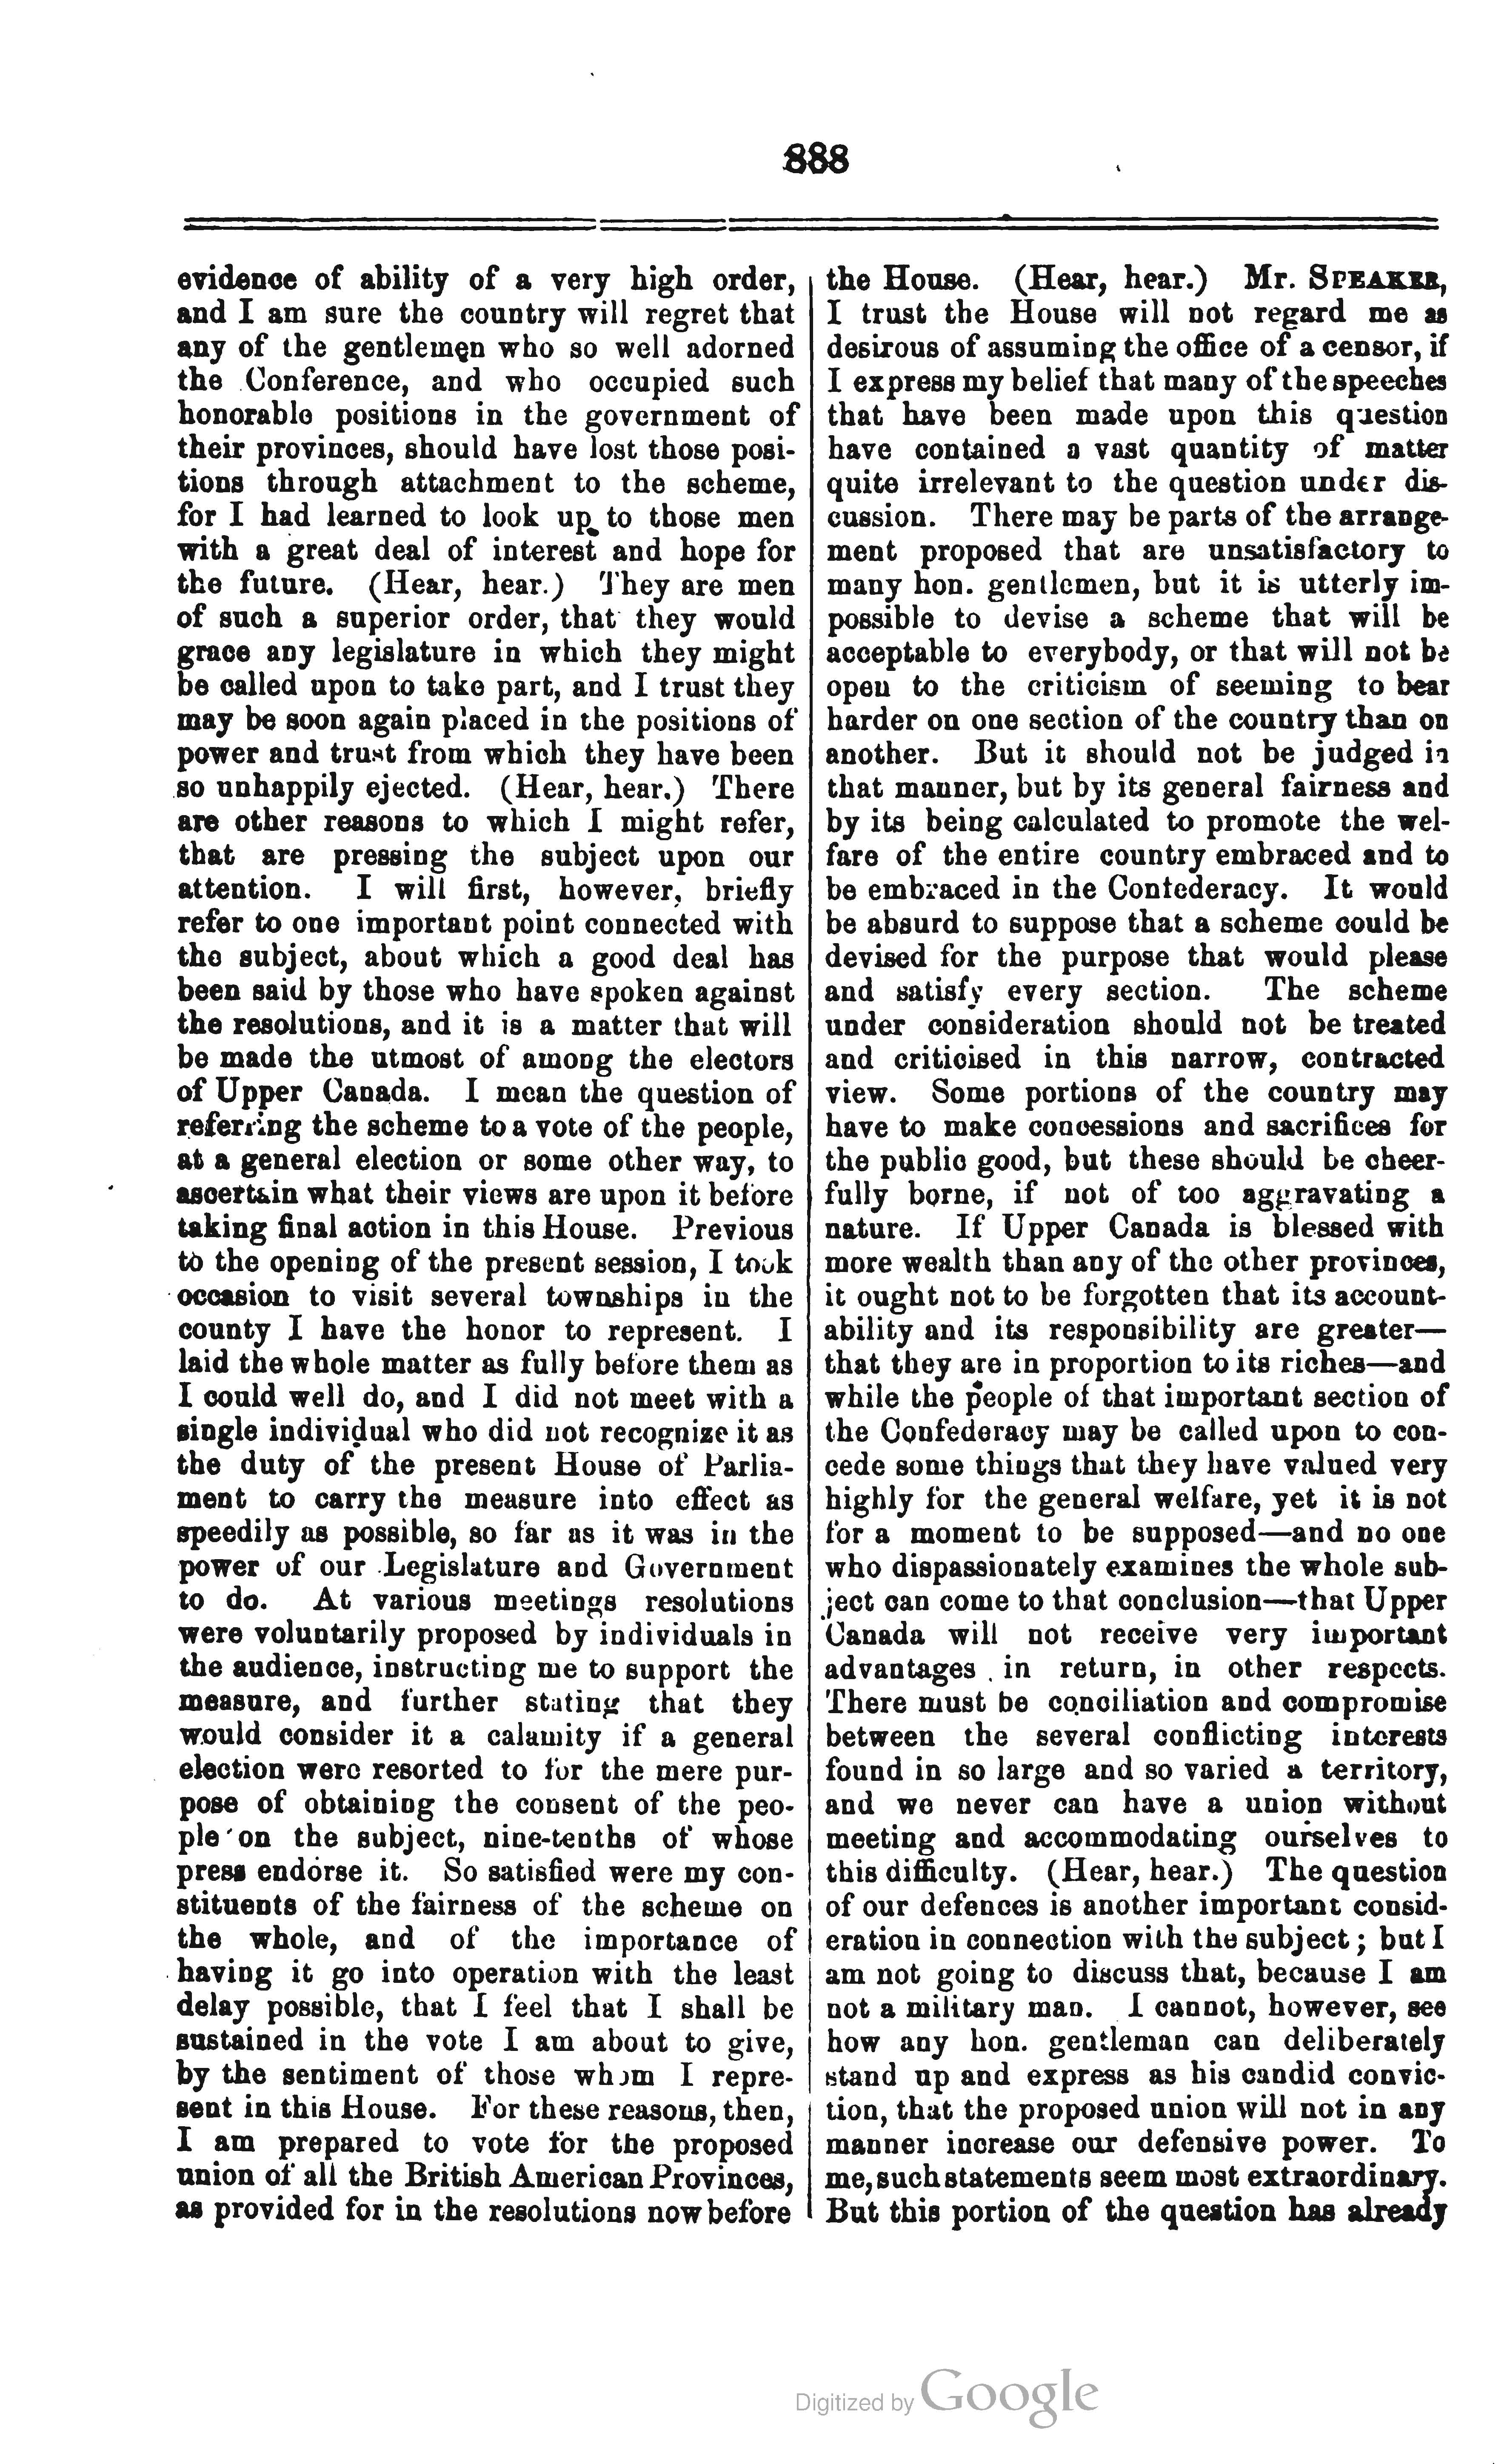 888
evidence of ability of a very high order,
and I am sure the country will regret that
any of the gentlemen who so well adorned
the Conference, and who occupied such
honorable positions in the government of
their provinces, should have lost those posi-
tions through attachment to the scheme,
for I had learned to look up to those men
with a great deal of interest and hope for
the future. (Hear, hear.) They are men
of such a superior order, that they would
grace any legislature in which they might
be called upon to take part, and I trust they
may be soon again placed in the positions of
power and trust from which they have been
so unhappily ejected. (Hear, hear.) There
are other reasons to which I might refer,
that are pressing the subject upon our
attention. I will first, however, briefly
refer to one important point connected with
the subject, about which a good deal has
been said by those who have spoken against
the resolutions, and it is a matter that will
be made the utmost of among the electors
of Upper Canada. I mean the question of
referring the scheme to a vote of the people,
at a general election or some other way, to
ascertain what their views are upon it before
taking final action in this House. Previous
to the opening of the present session, I took
occasion to visit several townships in the
county I have the honor to represent. I
laid the whole matter as fully before them as
I could well do, and I did not meet with a
single individual who did not recognize it as
the duty of the present House of Parlia-
ment to carry the measure into effect as
speedily as possible, so far as it was in the
power of our Legislature and Government
to do. At various meetings resolutions
were voluntarily proposed by individuals in
the audience, instructing me to support the
measure, and further stating that they
would consider it a calamity if a general
election were resorted to for the mere pur-
pose of obtaining the consent of the peo-
ple on the subject, nine-tenths of whose
press endorse it. So satisfied were my con-
stituents of the fairness of the scheme on
the whole, and of the importance of
having it go into operation with the least
delay possible, that I feel that I shall be
sustained in the vote I am about to give,
by the sentiment of those whom I repre-
sent in this House. For these reasons, then,
I am prepared to vote for the proposed
union of all the British American Provinces,
as provided for in the resolutions now before
the House. (Hear, hear.) Mr. SPEAKER,
I trust the House will not regard me as
desirous of assuming the office of a censor, if
I express my belief that many of the speeches
that have been made upon this question
have contained a vast quantity of matter
quite irrelevant to the question under dis-
cussion. There may be parts of the arrange-
ment proposed that are unsatisfactory to
many hon. gentlemen, but it is utterly im-
possible to devise a scheme that will be
acceptable to everybody, or that will not be
open to the criticism of seeming to bear
harder on one section of the country than on
another. But it should not be judged in
that manner, but by its general fairness and
by its being calculated to promote the wel-
fare of the entire country embraced and to
be embraced in the Confederacy. It would
be absurd to suppose that a scheme could be
devised for the purpose that would please
and satisfy every section. The scheme
under consideration should not be treated
and criticised in this narrow, contracted
view. Some portions of the country may
have to make concessions and sacrifices for
the public good, but these should be cheer-
fully borne, if not of too aggravating a
nature. If Upper Canada is blessed with
more wealth than any of the other provinces,
it ought not to be forgotten that its account-
ability and its responsibility are greater—
that they are in proportion to its riches—and
while the people of that important section of
the Confederacy may be called upon to con-
cede some things that they have valued very
highly for the general welfare, yet it is not
for a moment to be supposed—and no one
who dispassionately examines the whole sub-
ject can come to that conclusion—that Upper
Canada will not receive very important
advantages in return, in other respects.
There must be conciliation and compromise
between the several conflicting interests
found in so large and so varied a territory,
and we never can have a union without
meeting and accommodating ourselves to
this difficulty. (Hear, hear.) The question
of our defences is another important consid-
eration in connection with the subject; but I
am not going to discuss that, because I am
not a military man. I cannot, however, see
how any hon. gentleman can deliberately
stand up and express as his candid convic-
tion, that the proposed union will not in any
manner increase our defensive power. To
me, such statements seem most extraordinary.
But this portion of the question has already
Digitized by Google